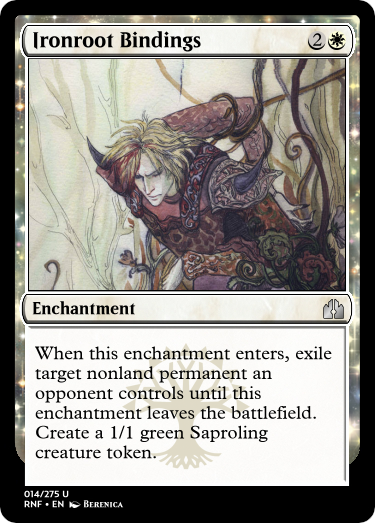 Ironroot Bindings 2
Enchantment
When this enchantment enters, exile
target nonland permanent an
opponent controls until this
enchantment leaves the battlefield.
Create a 1/1 green Saproling
creature token.
014/275 U
RNF • EN Berenica